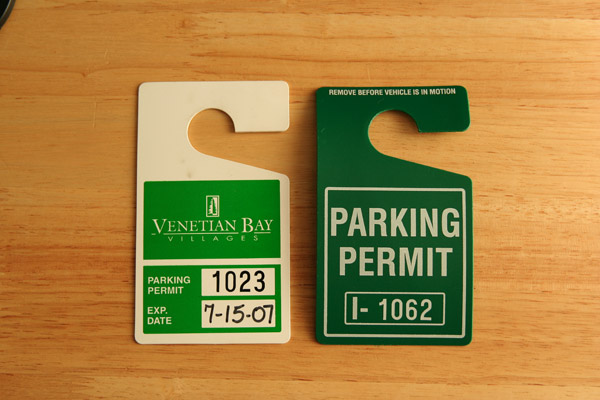 VENETIAN BAY
VILLAGES
PARKING
PERMIT
1023
EXP.
DATE
7-15-07
REMOVE BEFORE VEHICLE IS IN MOTION
PARKING
PERMIT
I- 1062